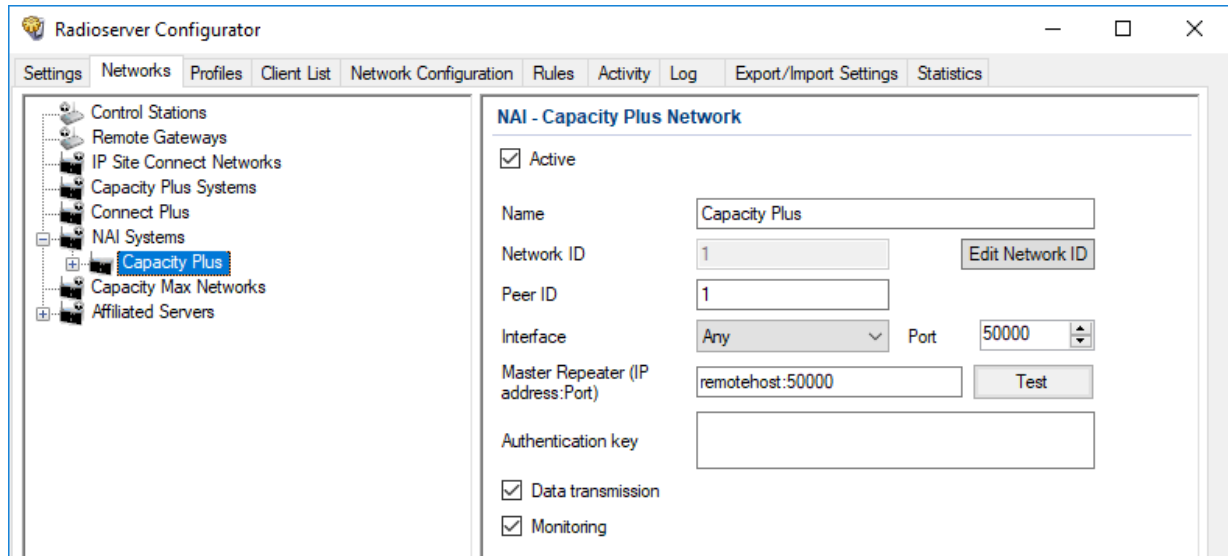 Radioserver Configurator
Settings Networks Profiles Client List Network Configuration Rules Activity Log Export/Import Settings Statistics
Control Stations
Remote Gateways
IP Site Connect Networks
Capacity Plus Systems
Connect Plus
NAI Systems
Capacity Plus
Capacity Max Networks
Affiliated Servers
NAI - Capacity Plus Network
Active
Name Capacity Plus
Network ID 1 Edit Network ID
Peer ID 1
Interface Any Port 50000
Master Repeater (IP
address:Port) remotehost:50000 Test
Authentication key
Data transmission
Monitoring